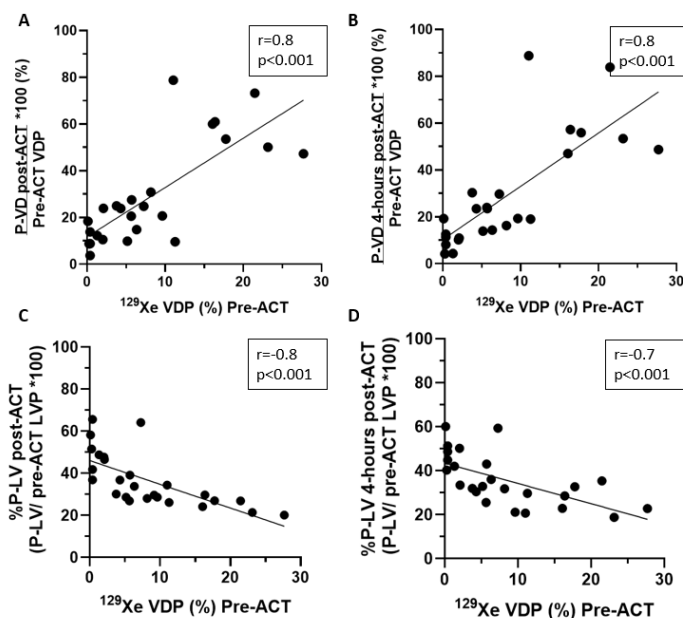 A
r=0.8
p<0.001
P-VD post-ACT *100 (%)
Pre-ACT VDP
100
80
60
40
20
0
0
10
20
30
¹²⁹Xe VDP (%) Pre-ACT
B
r=0.8
p<0.001
P-VD 4-hours post-ACT *100 (%)
Pre-ACT VDP
100
80
60
40
20
0
0
10
20
30
¹²⁹Xe VDP (%) Pre-ACT
C
r=-0.8
p<0.001
%P-LV post-ACT
(P-LV/ pre-ACT LVP *100)
100
80
60
40
20
0
0
10
20
30
¹²⁹Xe VDP (%) Pre-ACT
D
r=-0.7
p<0.001
%P-LV 4-hours post-ACT
(P-LV/ pre-ACT LVP *100)
100
80
60
40
20
0
0
10
20
30
¹²⁹Xe VDP (%) Pre-ACT